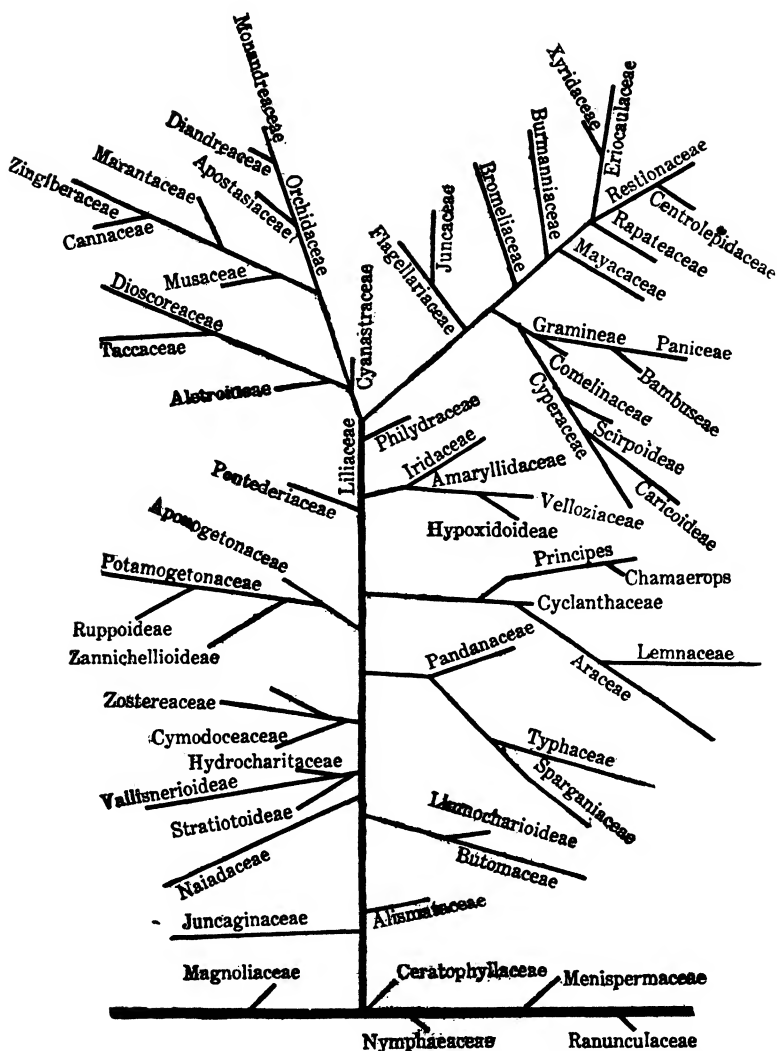 Monandreaceae
Diandreaceae
Apostasiaceae
Orchidaceae
Zingiberaceae
Marantaceae
Cannaceae
Musaceae
Dioscoreaceae
Taccaceae
Aletroideae
Cyanastraceae
Flagellariaceae
Juncaceae
Bromeliaceae
Burmanniaceae
Xyridaceae
Eriocaulaceae
Restionaceae
Centrolepidaceae
Rapateaceae
Mayacaceae
Gramineae
Paniceae
Bambuseae
Comelinaceae
Cyperaceae
Scirpoideae
Caricoideae
Liliaceae
Philydraceae
Iridaceae
Amaryllidaceae
Velloziaceae
Hypoxidoideae
Pontederiaceae
Aponogetonaceae
Potamogetonaceae
Ruppoideae
Zannichellioideae
Principes
Chamaerops
Cyclanthaceae
Lemnaceae
Araceae
Pandanaceae
Typhaceae
Sparganiaceae
Zostereaceae
Cymodoceaceae
Hydrocharitaceae
Vallisnerioideae
Stratiotoideae
Naiadaceae
Limnocharioideae
Butomaceae
Juncaginaceae
Alismataceae
Magnoliaceae
Ceratophyllaceae
Menispermaceae
Nymphaeaceae
Ranunculaceae